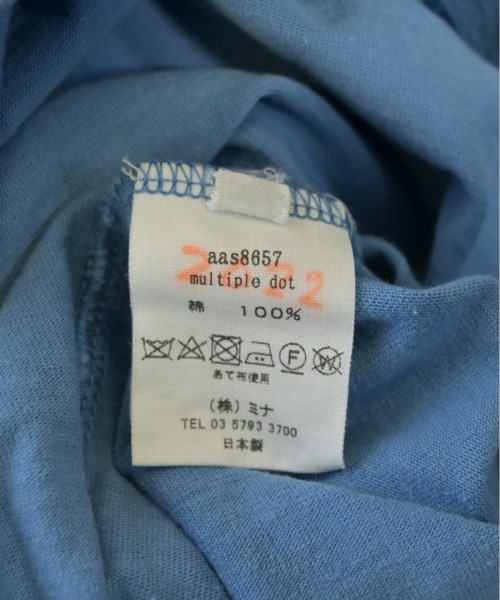 aas8657
2022
multiple dot
綿 100%
あて布使用
(株)ミナ
TEL 03 5793 3700
日本製